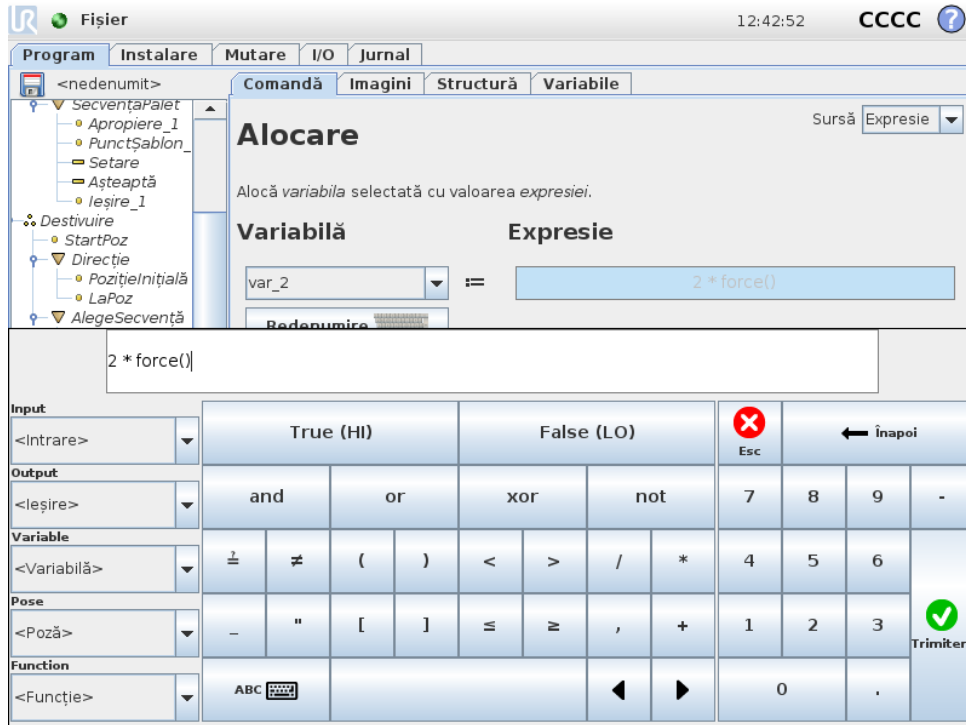 UR Fișier 12:42:52 CCCC ?
Program Instalare Mutare I/O Jurnal
<nedenumit>
Comandă Imagini Structură Variabile
SecvențaPalet
Apropiere_1
PunctȘablon_
Setare
Așteaptă
Ieșire_1
Destivuire
StartPoz
Direcție
PozițieInițială
LaPoz
AlegeSecvență
Sursă Expresie
Alocare
Alocă variabila selectată cu valoarea expresiei.
Variabilă Expresie
var_2 := 2 * force()
Redenumire
2 * force()
Input
<Intrare>
Output
<Ieșire>
Variable
<Variabilă>
Pose
<Poză>
Function
<Funcție>
True (HI) False (LO) Esc Înapoi
and or xor not 7 8 9 -
≟ ≠ ( ) < > / * 4 5 6
_ " [ ] ≤ ≥ , + 1 2 3
Trimiter
ABC 0 .